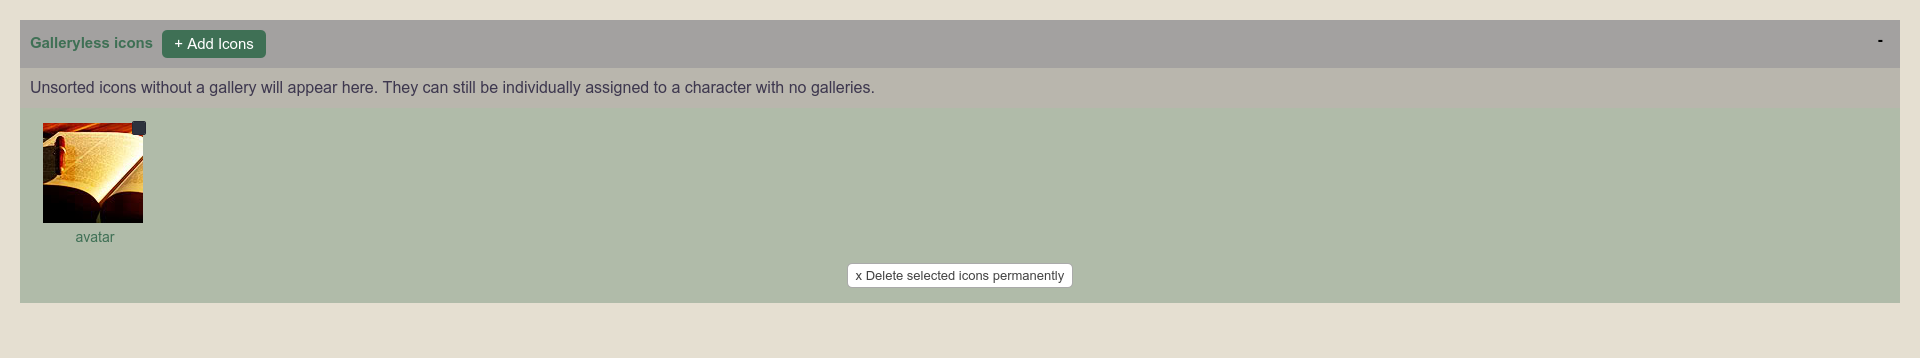 Galleryless icons + Add Icons -
Unsorted icons without a gallery will appear here. They can still be individually assigned to a character with no galleries.
avatar
x Delete selected icons permanently